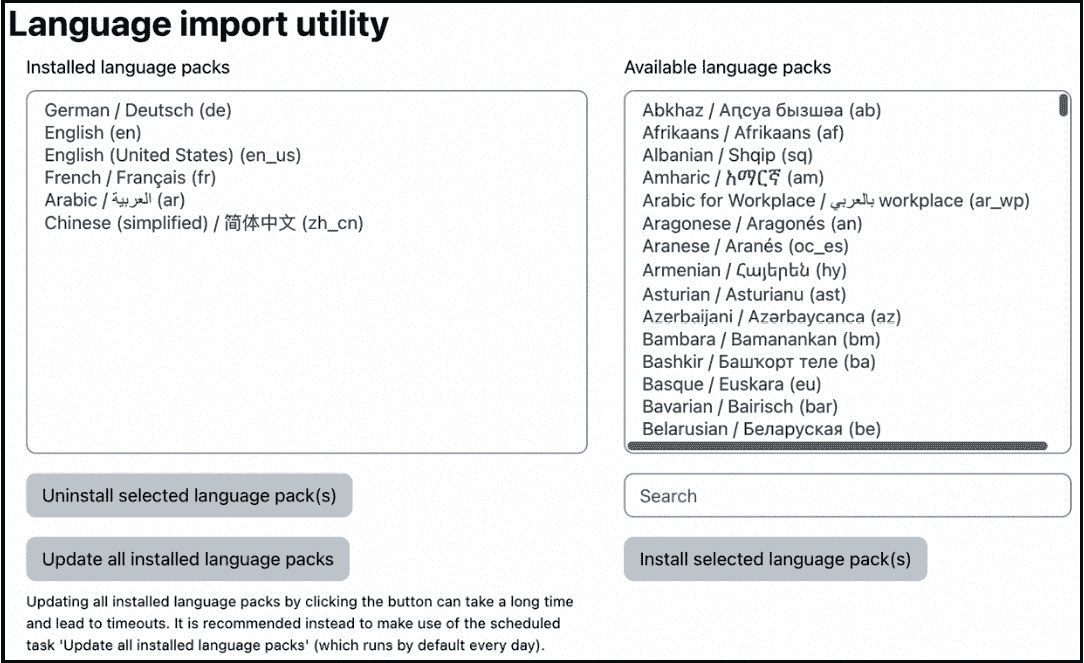 Language import utility
Installed language packs
German / Deutsch (de)
English (en)
English (United States) (en_us)
French / Français (fr)
Arabic / العربية (ar)
Chinese (simplified) / 简体中文 (zh_cn)
Uninstall selected language pack(s)
Update all installed language packs
Updating all installed language packs by clicking the button can take a long time
and lead to timeouts. It is recommended instead to make use of the scheduled
task 'Update all installed language packs' (which runs by default every day).
Available language packs
Abkhaz / Аҧсуа бызшәа (ab)
Afrikaans / Afrikaans (af)
Albanian / Shqip (sq)
Amharic / አማርኛ (am)
Arabic for Workplace / بالعربي workplace (ar_wp)
Aragonese / Aragonés (an)
Aranese / Aranés (oc_es)
Armenian / Հայերեն (hy)
Asturian / Asturianu (ast)
Azerbaijani / Azərbaycanca (az)
Bambara / Bamanankan (bm)
Bashkir / Башҡорт теле (ba)
Basque / Euskara (eu)
Bavarian / Bairisch (bar)
Belarusian / Беларуская (be)
Search
Install selected language pack(s)